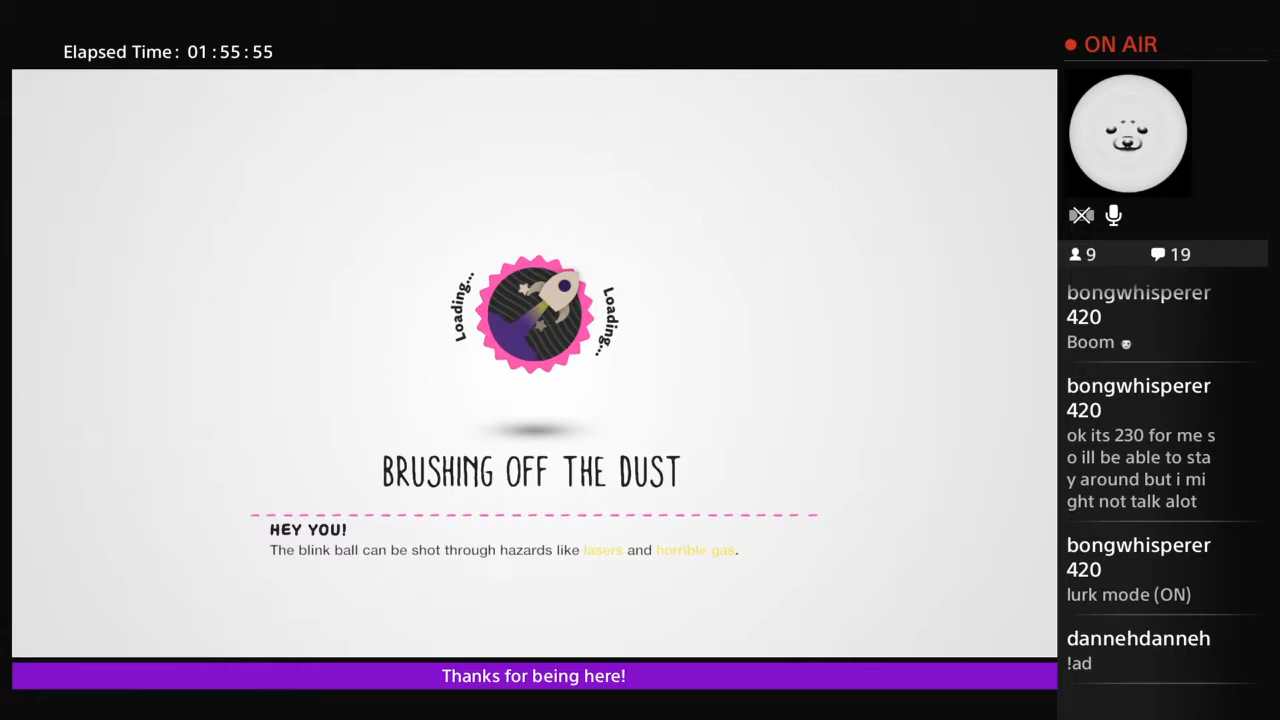 Elapsed Time: 01:55:55
ON AIR
9 19
Loading...
Loading...
BRUSHING OFF THE DUST
HEY YOU!
The blink ball can be shot through hazards like lasers and horrible gas.
Thanks for being here!
bongwhisperer
420
Boom
bongwhisperer
420
ok its 230 for me s
o ill be able to sta
y around but i mi
ght not talk alot
bongwhisperer
420
lurk mode (ON)
dannehdanneh
!ad